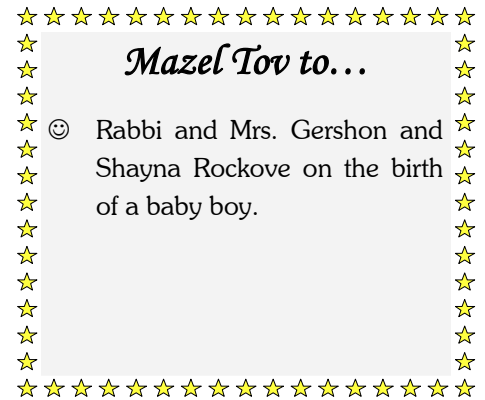 Mazel Tov to…
☺ Rabbi and Mrs. Gershon and
Shayna Rockove on the birth
of a baby boy.